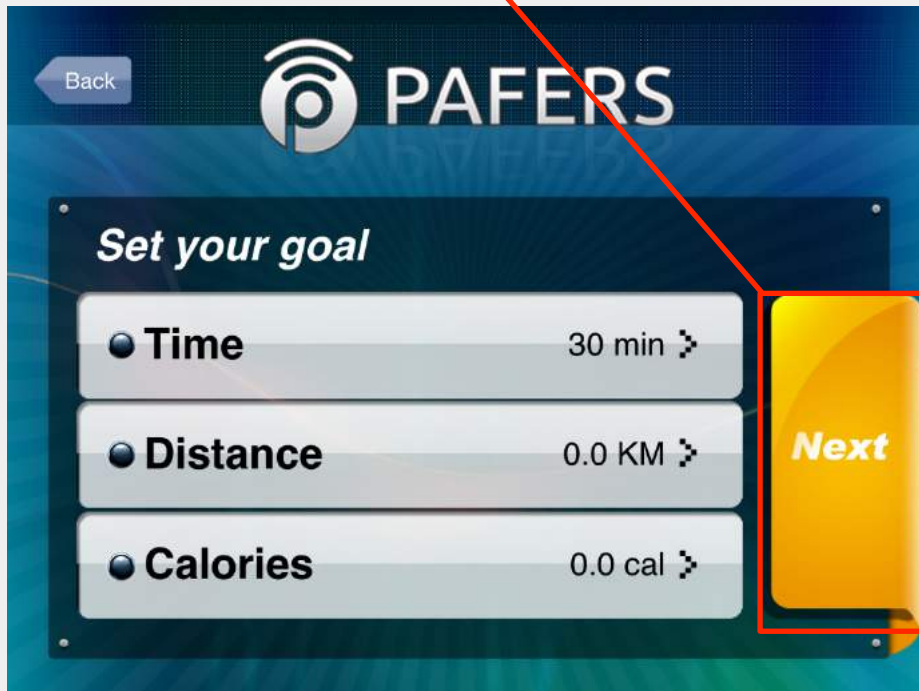 Back
PAFERS
Set your goal
Time 30 min
Distance 0.0 KM
Calories 0.0 cal
Next